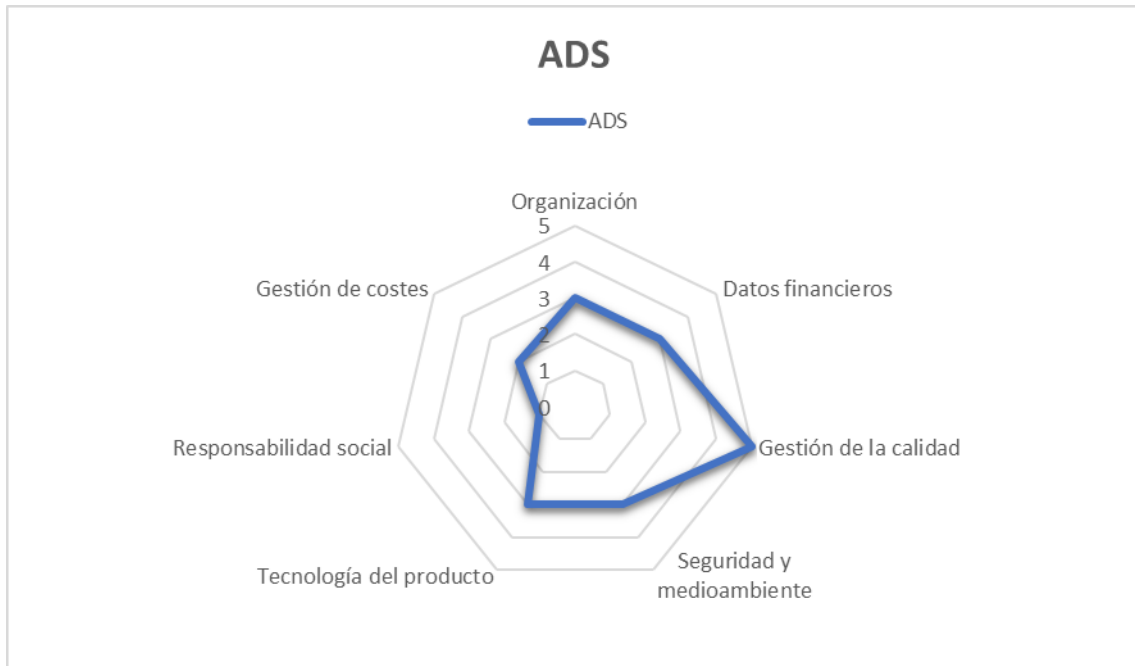 ADS
ADS
Organización
5
4
3
2
1
0
Datos financieros
Gestión de la calidad
Seguridad y
medioambiente
Tecnología del producto
Responsabilidad social
Gestión de costes